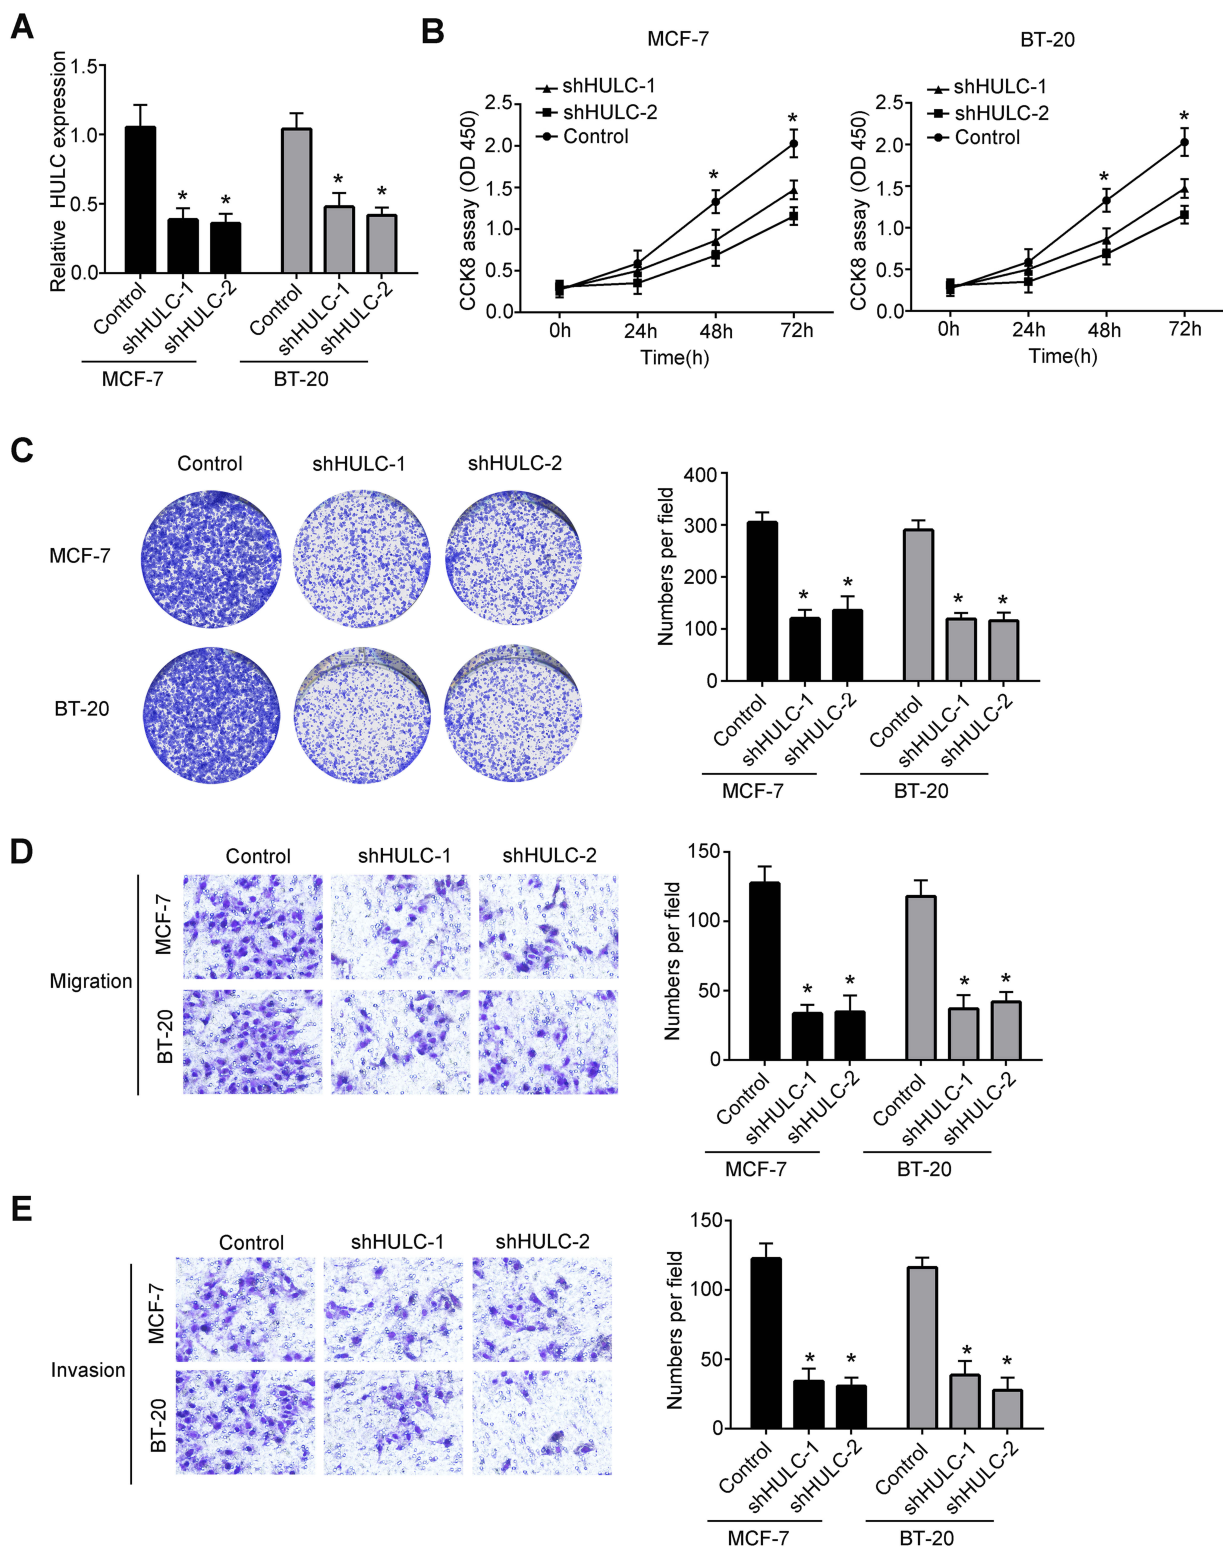 A
Relative HULC expression
1.5
1.0
0.5
0.0
*
*
*
*
Control
shHULC-1
shHULC-2
Control
shHULC-1
shHULC-2
MCF-7
BT-20
B
MCF-7
shHULC-1
shHULC-2
Control
CCK8 assay (OD 450)
2.5
2.0
1.5
1.0
0.5
0.0
*
*
0h
24h
48h
72h
Time(h)
BT-20
shHULC-1
shHULC-2
Control
CCK8 assay (OD 450)
2.5
2.0
1.5
1.0
0.5
0.0
*
*
0h
24h
48h
72h
Time(h)
C
Control
shHULC-1
shHULC-2
MCF-7
BT-20
Numbers per field
400
300
200
100
0
*
*
*
*
Control
shHULC-1
shHULC-2
Control
shHULC-1
shHULC-2
MCF-7
BT-20
D
Control
shHULC-1
shHULC-2
Migration
MCF-7
BT-20
Numbers per field
150
100
50
0
*
*
*
*
Control
shHULC-1
shHULC-2
Control
shHULC-1
shHULC-2
MCF-7
BT-20
E
Control
shHULC-1
shHULC-2
Invasion
MCF-7
BT-20
Numbers per field
150
100
50
0
*
*
*
*
Control
shHULC-1
shHULC-2
Control
shHULC-1
shHULC-2
MCF-7
BT-20